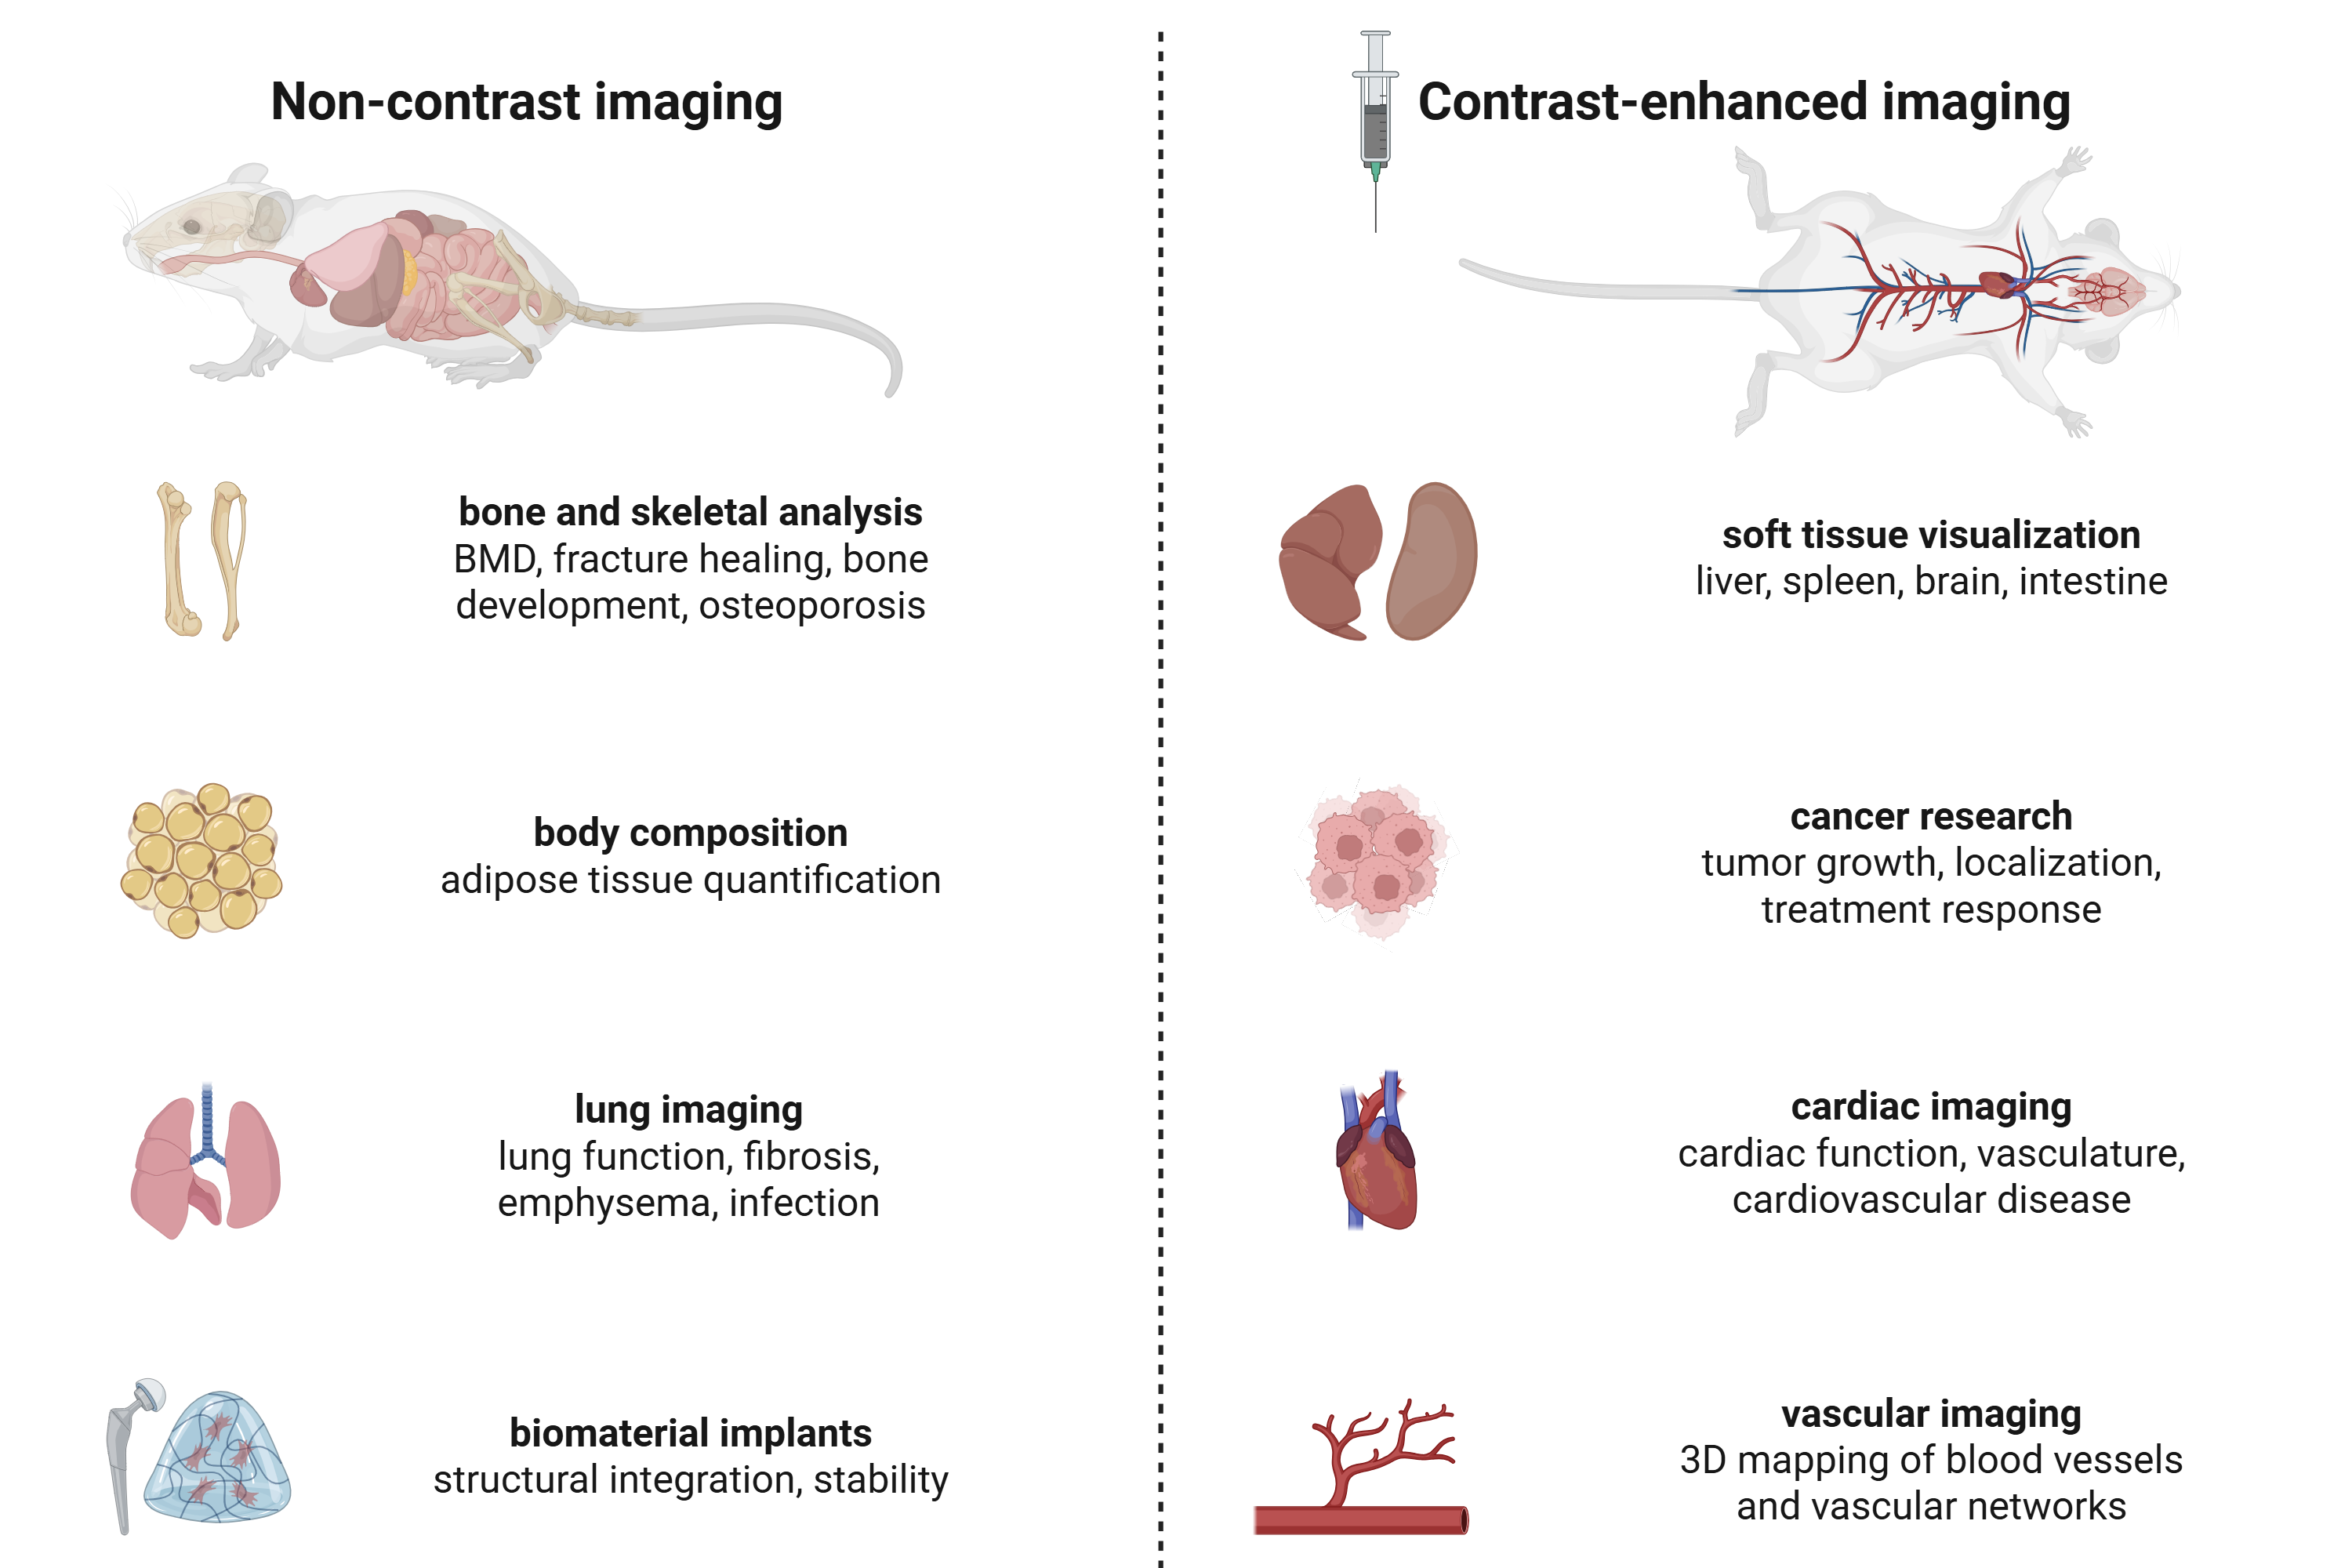 Non-contrast imaging
bone and skeletal analysis
BMD, fracture healing, bone
development, osteoporosis
body composition
adipose tissue quantification
lung imaging
lung function, fibrosis,
emphysema, infection
biomaterial implants
structural integration, stability
Contrast-enhanced imaging
soft tissue visualization
liver, spleen, brain, intestine
cancer research
tumor growth, localization,
treatment response
cardiac imaging
cardiac function, vasculature,
cardiovascular disease
vascular imaging
3D mapping of blood vessels
and vascular networks